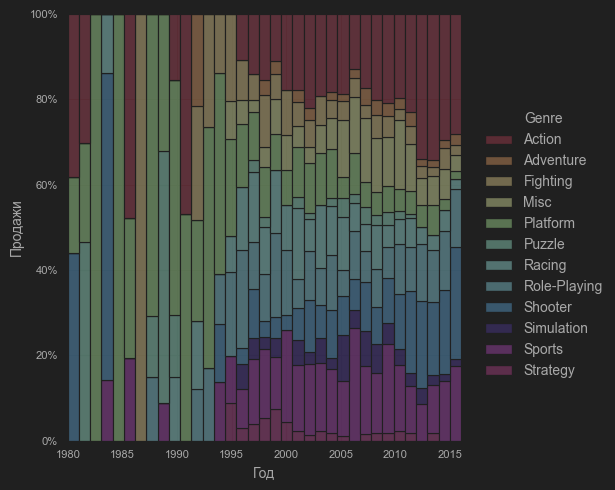 100%
80%
60%
40%
20%
0%
Продажи
1980
1985
1990
1995
2000
2005
2010
2015
Год
Genre
Action
Adventure
Fighting
Misc
Platform
Puzzle
Racing
Role-Playing
Shooter
Simulation
Sports
Strategy